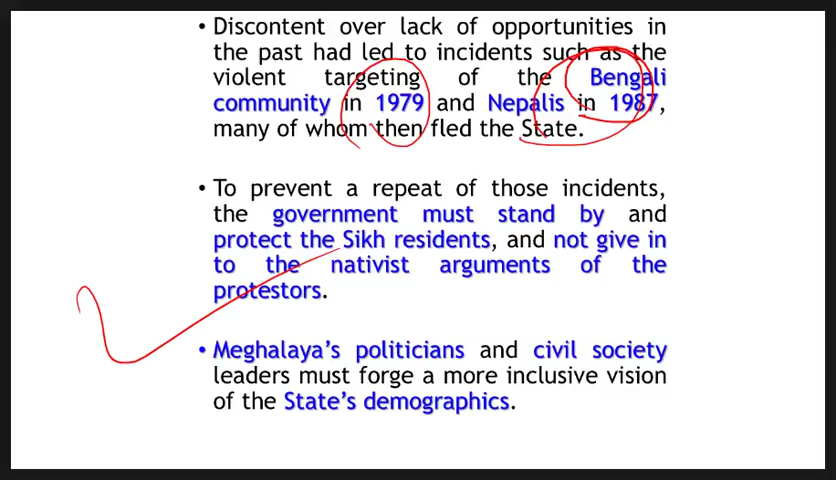 • Discontent over lack of opportunities in
the past had led to incidents such as the
violent targeting of the Bengali
community in 1979 and Nepalis in 1987,
many of whom then fled the State.
• To prevent a repeat of those incidents,
the government must stand by and
protect the Sikh residents, and not give in
to the nativist arguments of the
protestors.
• Meghalaya's politicians and civil society
leaders must forge a more inclusive vision
of the State's demographics.